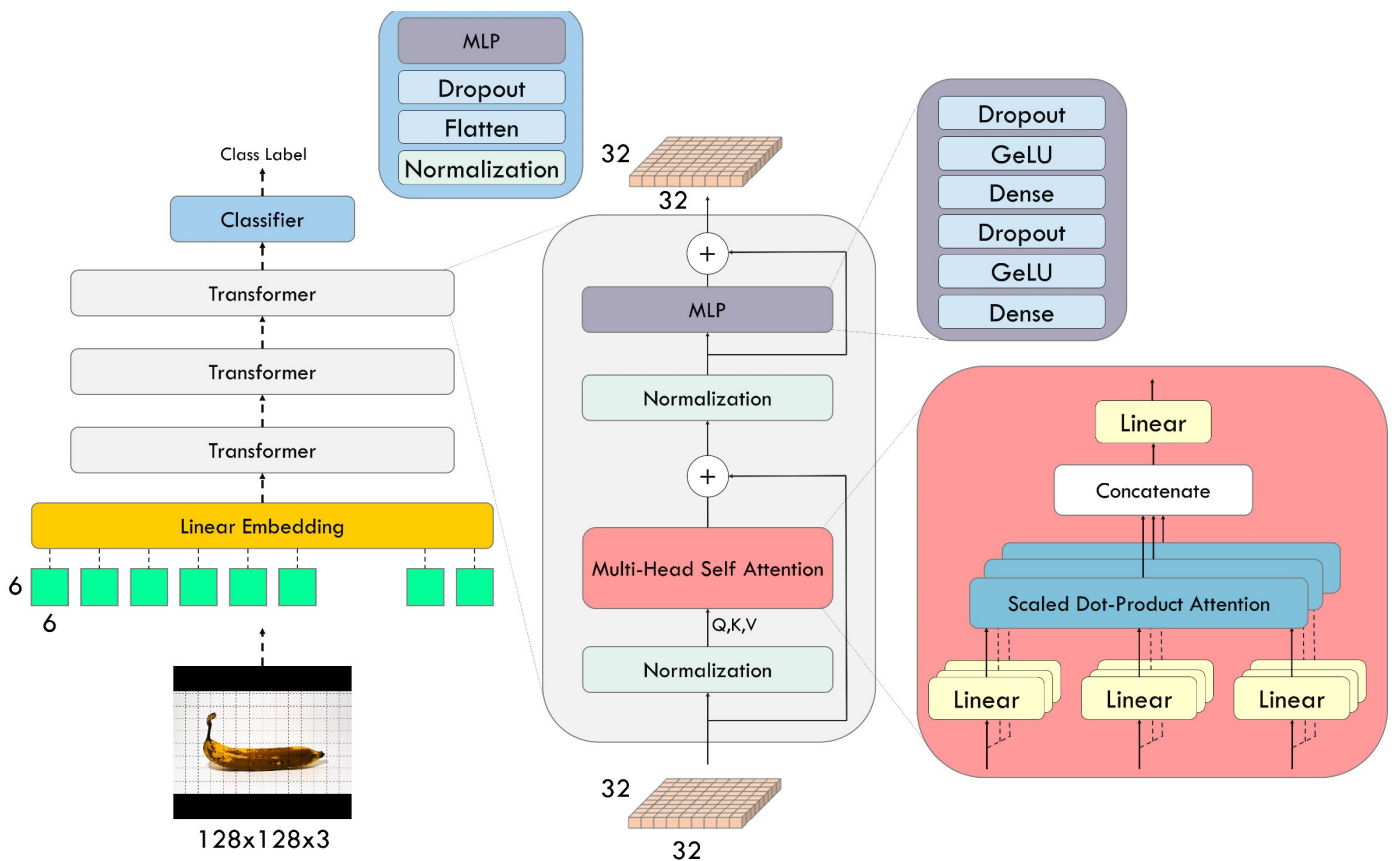 MLP
Dropout
Flatten
Normalization
Class Label
Classifier
Transformer
Transformer
Transformer
Linear Embedding
6
6
128x128x3
32
32
+
MLP
Normalization
+
Multi-Head Self Attention
Q,K,V
Normalization
32
32
Dropout
GeLU
Dense
Dropout
GeLU
Dense
Linear
Concatenate
Scaled Dot-Product Attention
Linear
Linear
Linear